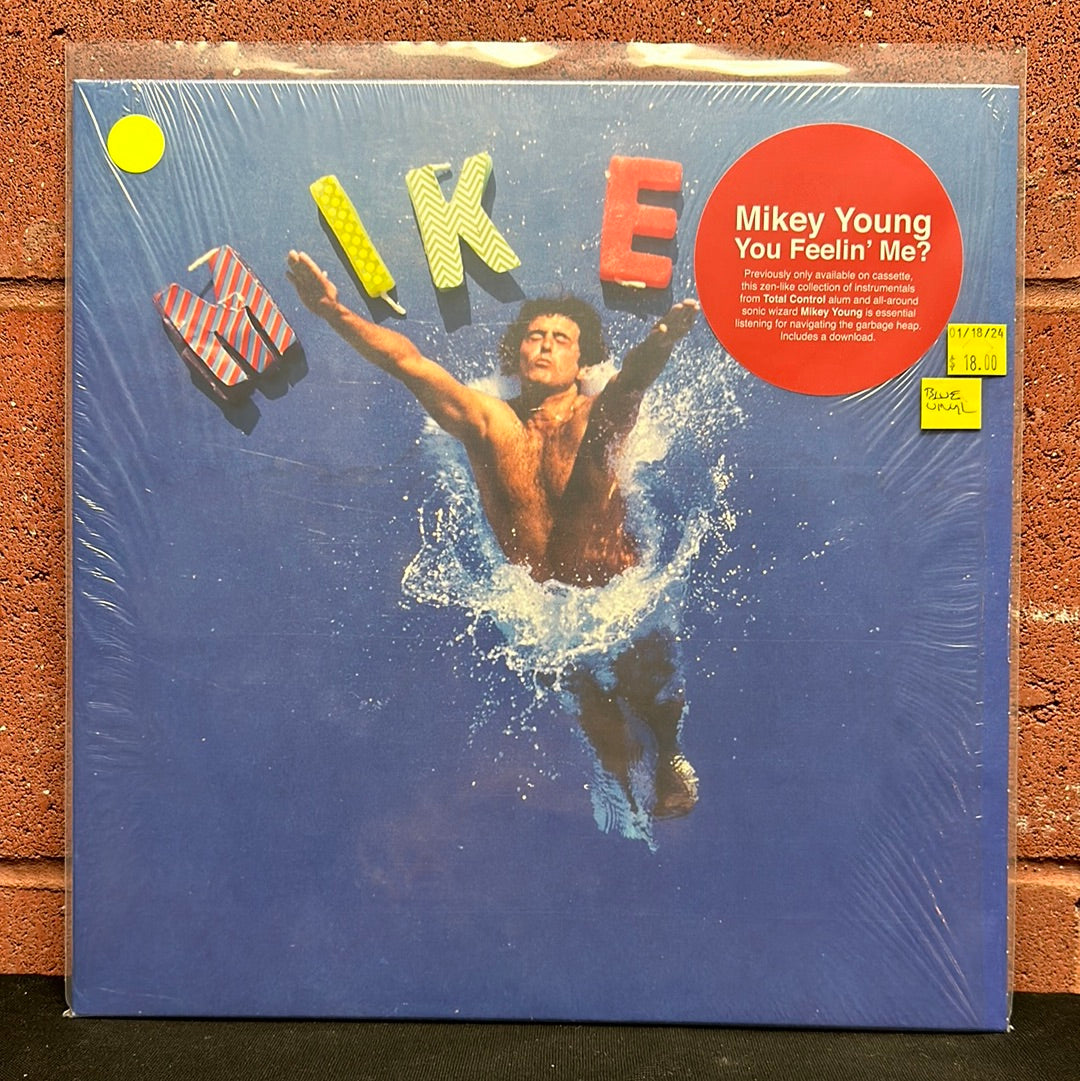 MIKE
Mikey Young
You Feelin' Me?
Previously only available on cassette,
this zen-like collection of instrumentals
from Total Control alum and all-around
sonic wizard Mikey Young is essential
listening for navigating the garbage heap.
Includes a download.
01/18/24
$ 18.00
BLUE
VINYL